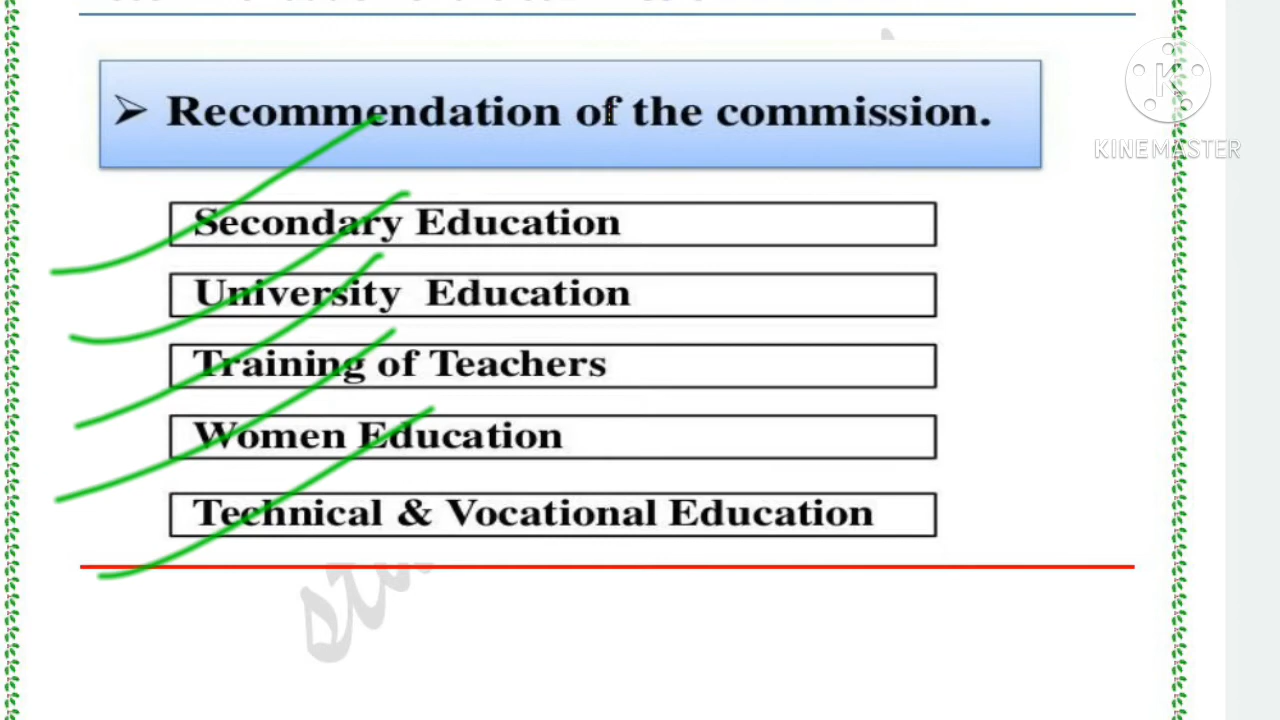 ➢ Recommendation of the commission.
KINEMASTER
Secondary Education
University Education
Training of Teachers
Women Education
Technical & Vocational Education